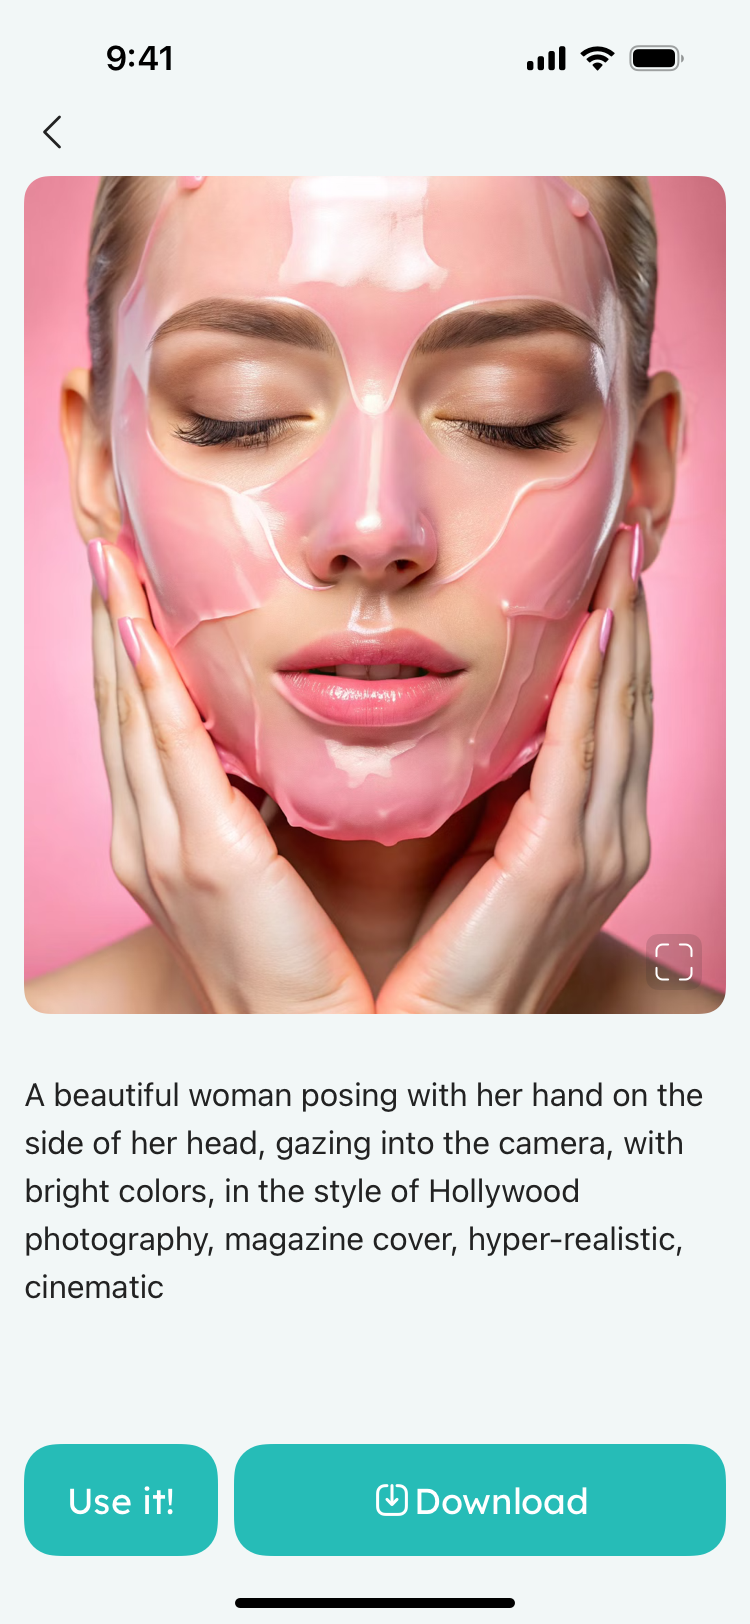 9:41
A beautiful woman posing with her hand on the
side of her head, gazing into the camera, with
bright colors, in the style of Hollywood
photography, magazine cover, hyper-realistic,
cinematic
Use it!
Download